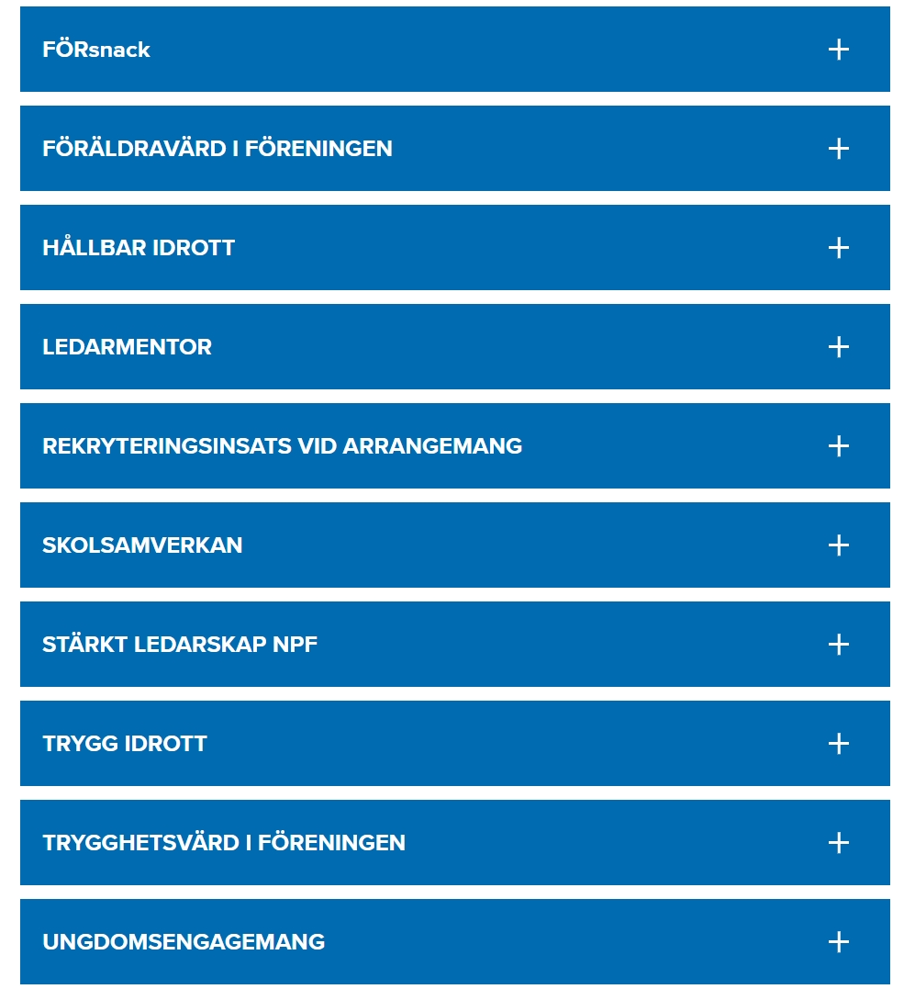 FÖRsnack
FÖRÄLDRAVÄRD I FÖRENINGEN
HÅLLBAR IDROTT
LEDARMENTOR
REKRYTERINGSINSATS VID ARRANGEMANG
SKOLSAMVERKAN
STÄRKT LEDARSKAP NPF
TRYGG IDROTT
TRYGGHETSVÄRD I FÖRENINGEN
UNGDOMSENGAGEMANG